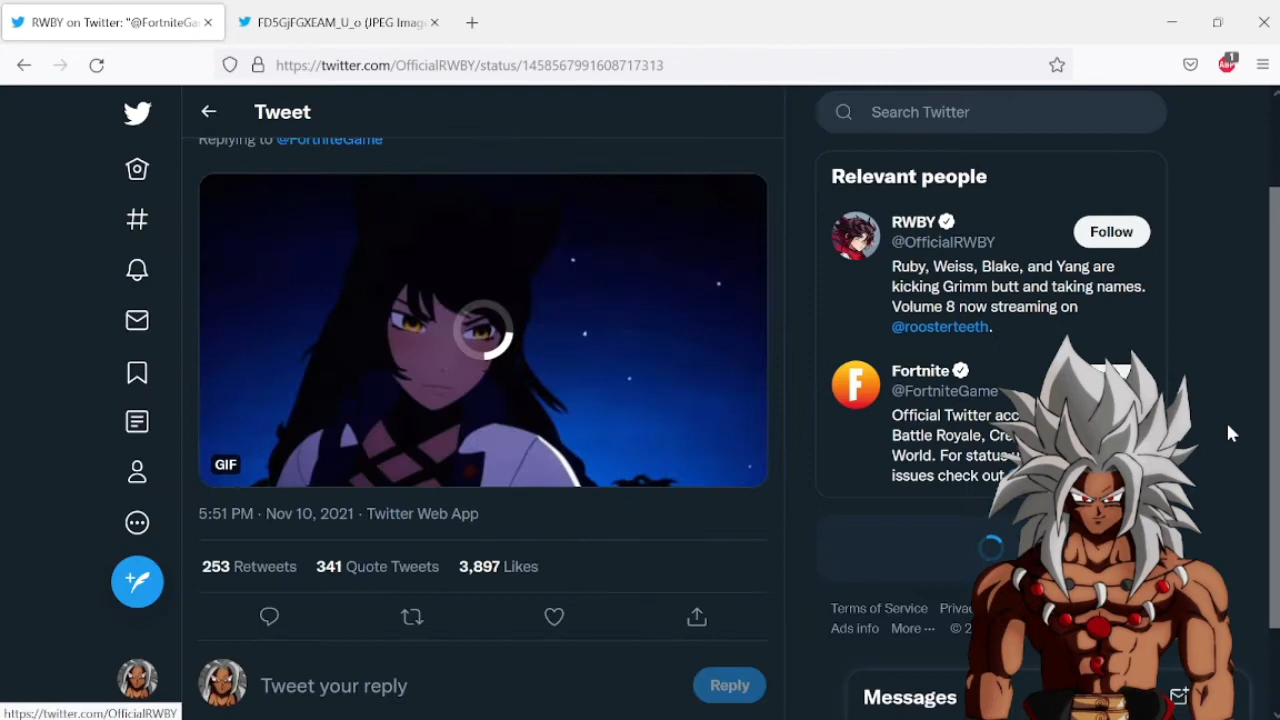 RWBY on Twitter: "@FortniteGa
FD5GjFGXEAM_U_o (JPEG Imag
https://twitter.com/OfficialRWBY/status/1458567991608717313
ABP
1
Tweet
Search Twitter
Replying to @FortniteGame
GIF
5:51 PM · Nov 10, 2021 · Twitter Web App
253 Retweets 341 Quote Tweets 3,897 Likes
Tweet your reply
Reply
Relevant people
RWBY
@OfficialRWBY
Follow
Ruby, Weiss, Blake, and Yang are
kicking Grimm butt and taking names.
Volume 8 now streaming on
@roosterteeth.
F
Fortnite
@FortniteGame
Official Twitter acc
Battle Royale, Cre
World. For status
issues check out
Terms of Service Priva
Ads info More ··· © 2
Messages
https://twitter.com/OfficialRWBY